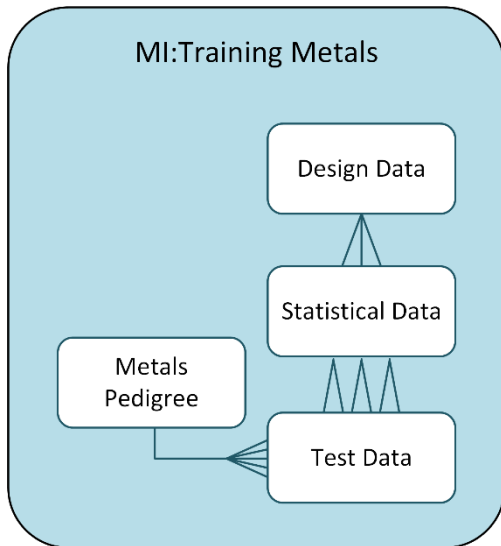 MI:Training Metals
Design Data
Statistical Data
Metals
Pedigree
Test Data